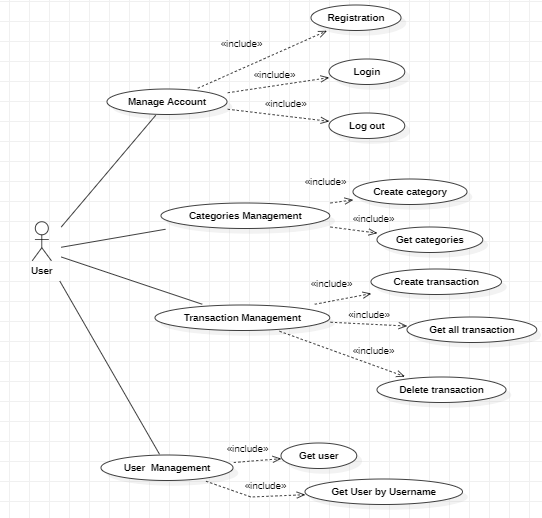 Registration
«include»
«include»
Login
Manage Account
«include»
Log out
«include»
Create category
Categories Management
«include»
Get categories
User
«include»
Create transaction
Transaction Management
«include»
Get all transaction
«include»
Delete transaction
«include»
Get user
User Management
«include»
Get User by Username